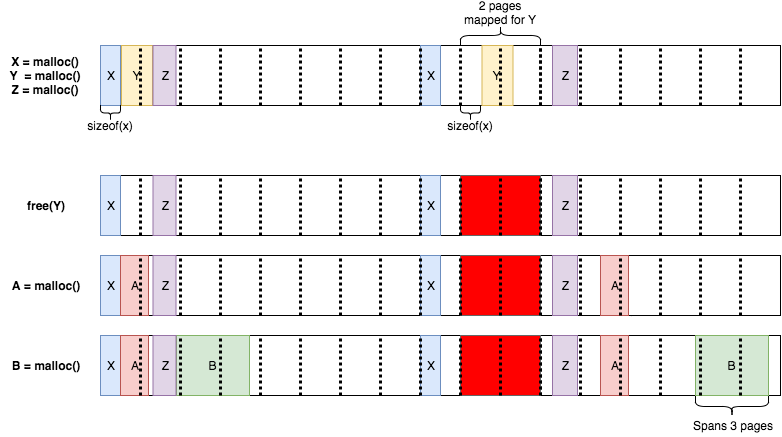 2 pages
mapped for Y
X = malloc()
Y = malloc()
Z = malloc()
X Y Z X Y Z
sizeof(x) sizeof(x)
free(Y) X Z X Z
A = malloc() X A Z X Z A
B = malloc() X A Z B X Z A B
Spans 3 pages